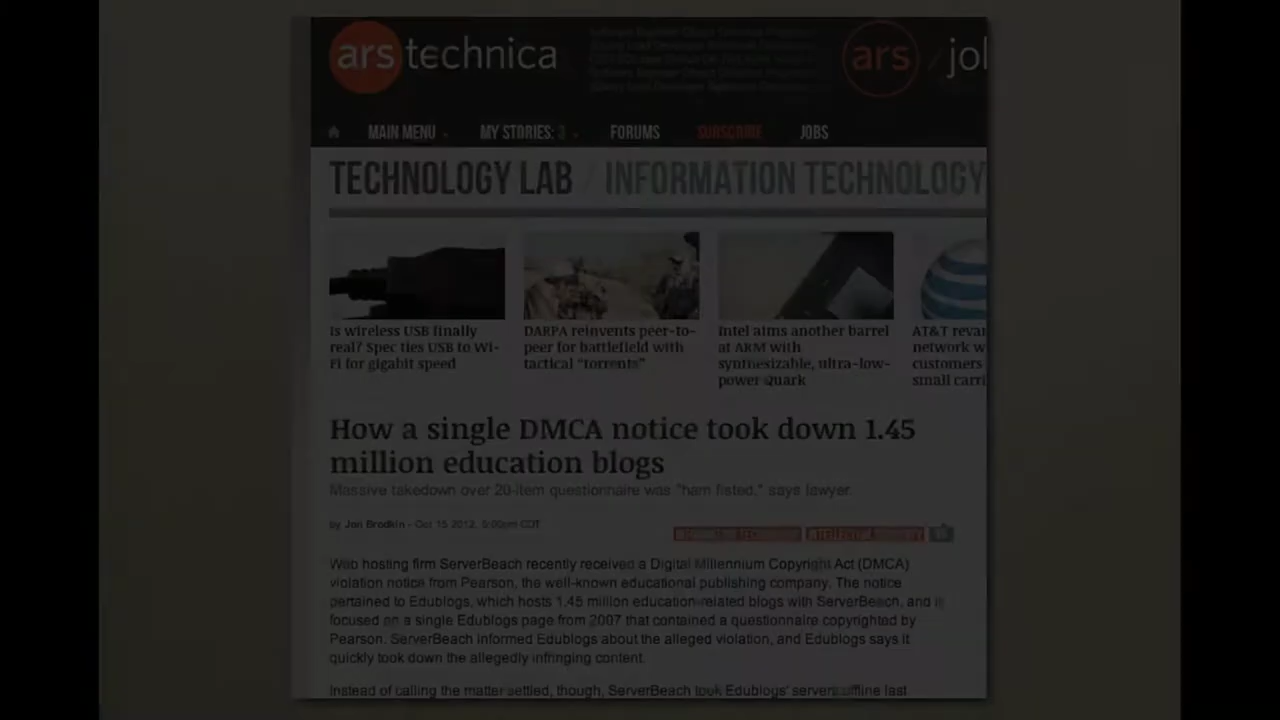 ars technica
ars / jol
MAIN MENU MY STORIES: FORUMS SUBSCRIBE JOBS
TECHNOLOGY LAB / INFORMATION TECHNOLOGY
Is wireless USB finally
real? Spec ties USB to Wi-
Fi for gigabit speed
DARPA reinvents peer-to-
peer for battlefield with
tactical “torrents”
Intel aims another barrel
at ARM with
synthesizable, ultra-low-
power Quark
AT&T revar
network w
customers
small carri
How a single DMCA notice took down 1.45
million education blogs
Massive takedown over 20-item questionnaire was "ham fisted," says lawyer.
by Jon Brodkin - Oct 15 2012, 5:00pm CDT
INFORMATION TECHNOLOGY INTELLECTUAL PROPERTY
Web hosting firm ServerBeach recently received a Digital Millennium Copyright Act (DMCA)
violation notice from Pearson, the well-known educational publishing company. The notice
pertained to Edublogs, which hosts 1.45 million education-related blogs with ServerBeach, and it
focused on a single Edublogs page from 2007 that contained a questionnaire copyrighted by
Pearson. ServerBeach informed Edublogs about the alleged violation, and Edublogs says it
quickly took down the allegedly infringing content.
Instead of calling the matter settled, though, ServerBeach took Edublogs' servers offline last